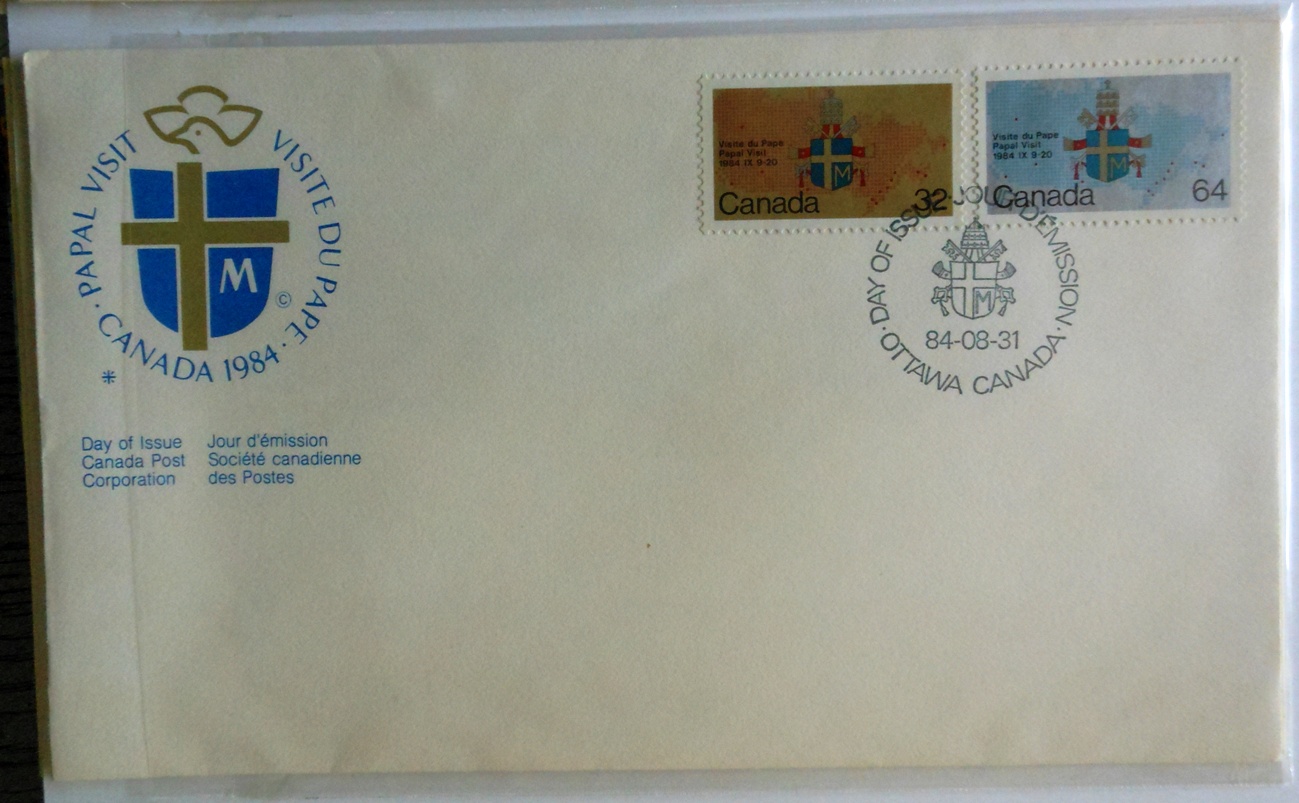 PAPAL VISIT
VISITE DU PAPE
· CANADA 1984 ·
M
©
*
Day of Issue
Canada Post
Corporation
Jour d'émission
Société canadienne
des Postes
Visite du Pape
Papal Visit
1984 IX 9-20
M
Canada
32
Visite du Pape
Papal Visit
1984 IX 9-20
M
Canada
64
· DAY OF ISSUE · JOUR D'ÉMISSION ·
M
84-08-31
OTTAWA CANADA